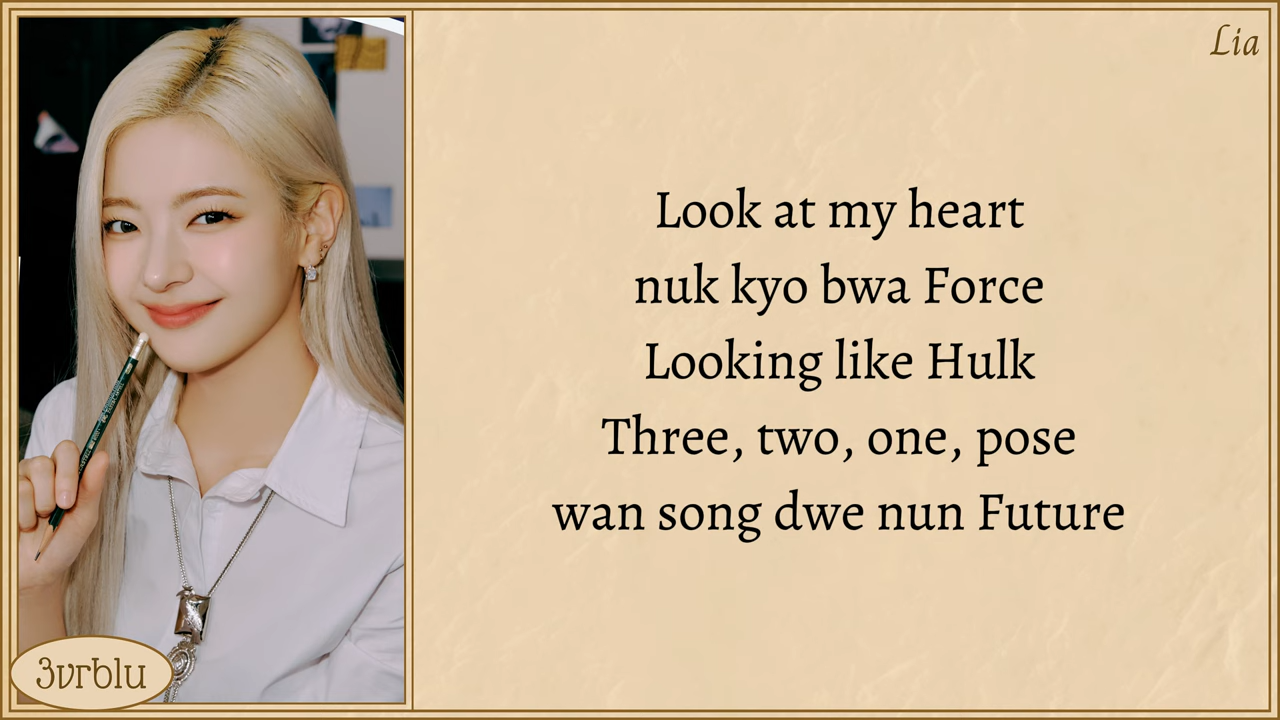 Lia
Look at my heart
nuk kyo bwa Force
Looking like Hulk
Three, two, one, pose
wan song dwe nun Future
3vrblu